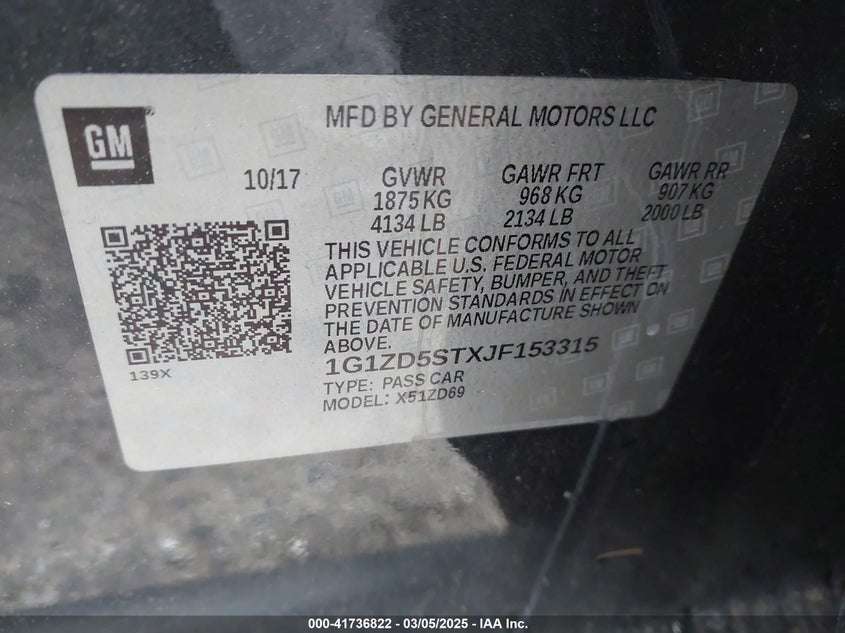 GM
MFD BY GENERAL MOTORS LLC
10/17
GVWR GAWR FRT GAWR RR
1875 KG 968 KG 907 KG
4134 LB 2134 LB 2000 LB
THIS VEHICLE CONFORMS TO ALL
APPLICABLE U.S. FEDERAL MOTOR
VEHICLE SAFETY, BUMPER, AND THEFT
PREVENTION STANDARDS IN EFFECT ON
THE DATE OF MANUFACTURE SHOWN
ABOVE.
139X
1G1ZD5STXJF153315
TYPE: PASS CAR
MODEL: X51ZD69
000-41736822 / 03/05/2025 - IAA Inc.